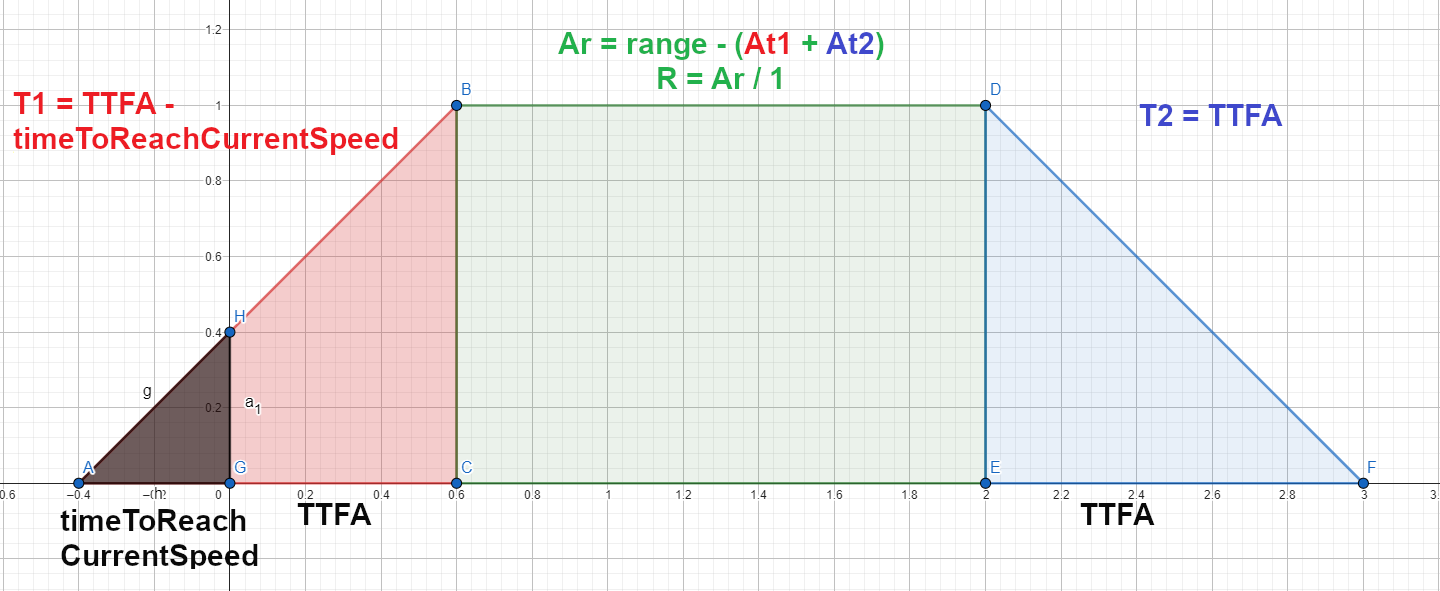 1.2
Ar = range - (At1 + At2)
R = Ar / 1
B
D
T1 = TTFA -
timeToReachCurrentSpeed
1
T2 = TTFA
0.8
0.6
H
0.4
g
0.2
a1
A
G
C
E
F
0.6 −0.4 h 0 0.2 0.4 0.6 0.8 1 1.2 1.4 1.6 1.8 2 2.2 2.4 2.6 2.8 3 3.
timeToReach
CurrentSpeed
TTFA
TTFA